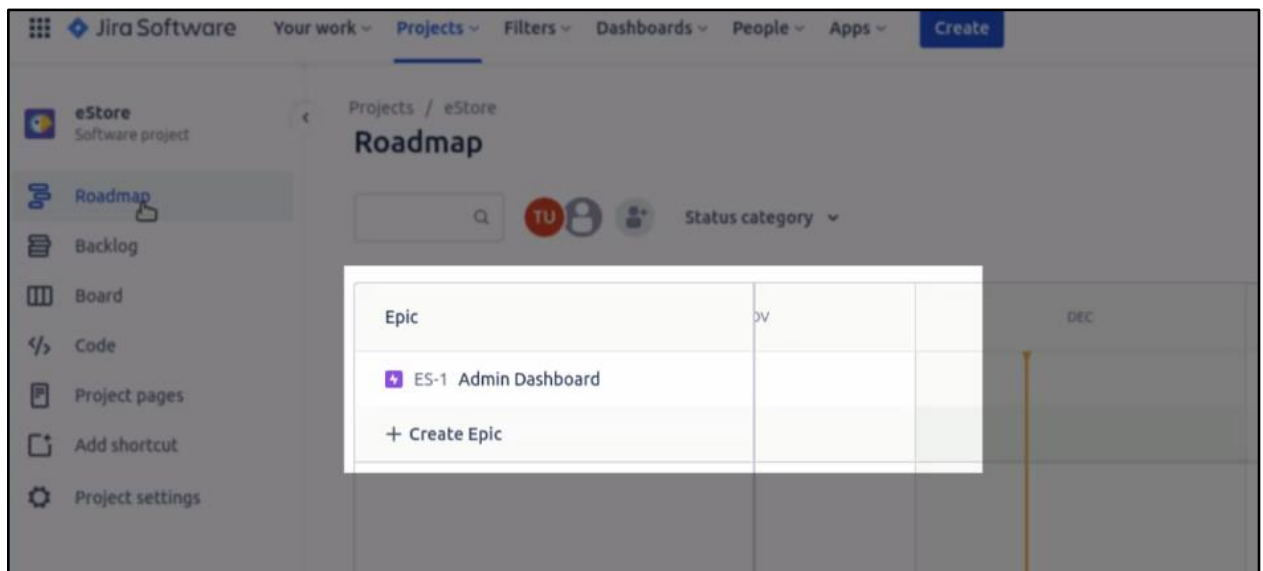 Jira Software Your work Projects Filters Dashboards People Apps Create
eStore
Software project
Projects / eStore
Roadmap
Roadmap
Backlog
Board
Code
Project pages
Add shortcut
Project settings
TU Status category
Epic OV DEC
ES-1 Admin Dashboard
+ Create Epic